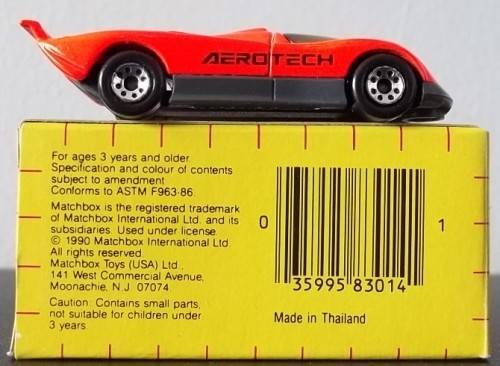 AEROTECH
For ages 3 years and older.
Specification and colour of contents
subject to amendment
Conforms to ASTM F963-86
Matchbox is the registered trademark
of Matchbox International Ltd. and its
subsidiaries. Used under license.
© 1990 Matchbox International Ltd.
All rights reserved.
Matchbox Toys (USA) Ltd.,
141 West Commercial Avenue,
Moonachie, N.J. 07074
Caution: Contains small parts,
not suitable for children under
3 years.
0 35995 83014 1
Made in Thailand